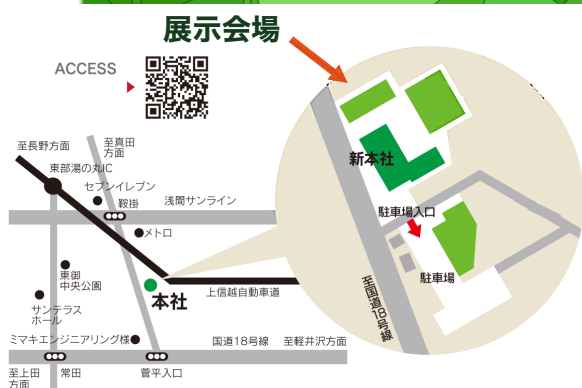 展示会場
ACCESS
至長野方面
至真田
方面
東部湯の丸IC
セブンイレブン
鞍掛
浅間サンライン
メトロ
東御
中央公園
本社
上信越自動車道
サンテラス
ホール
ミマキエンジニアリング様
国道18号線
至軽井沢方面
至上田
方面
常田
菅平入口
新本社
駐車場入口
駐車場
至国道18号線